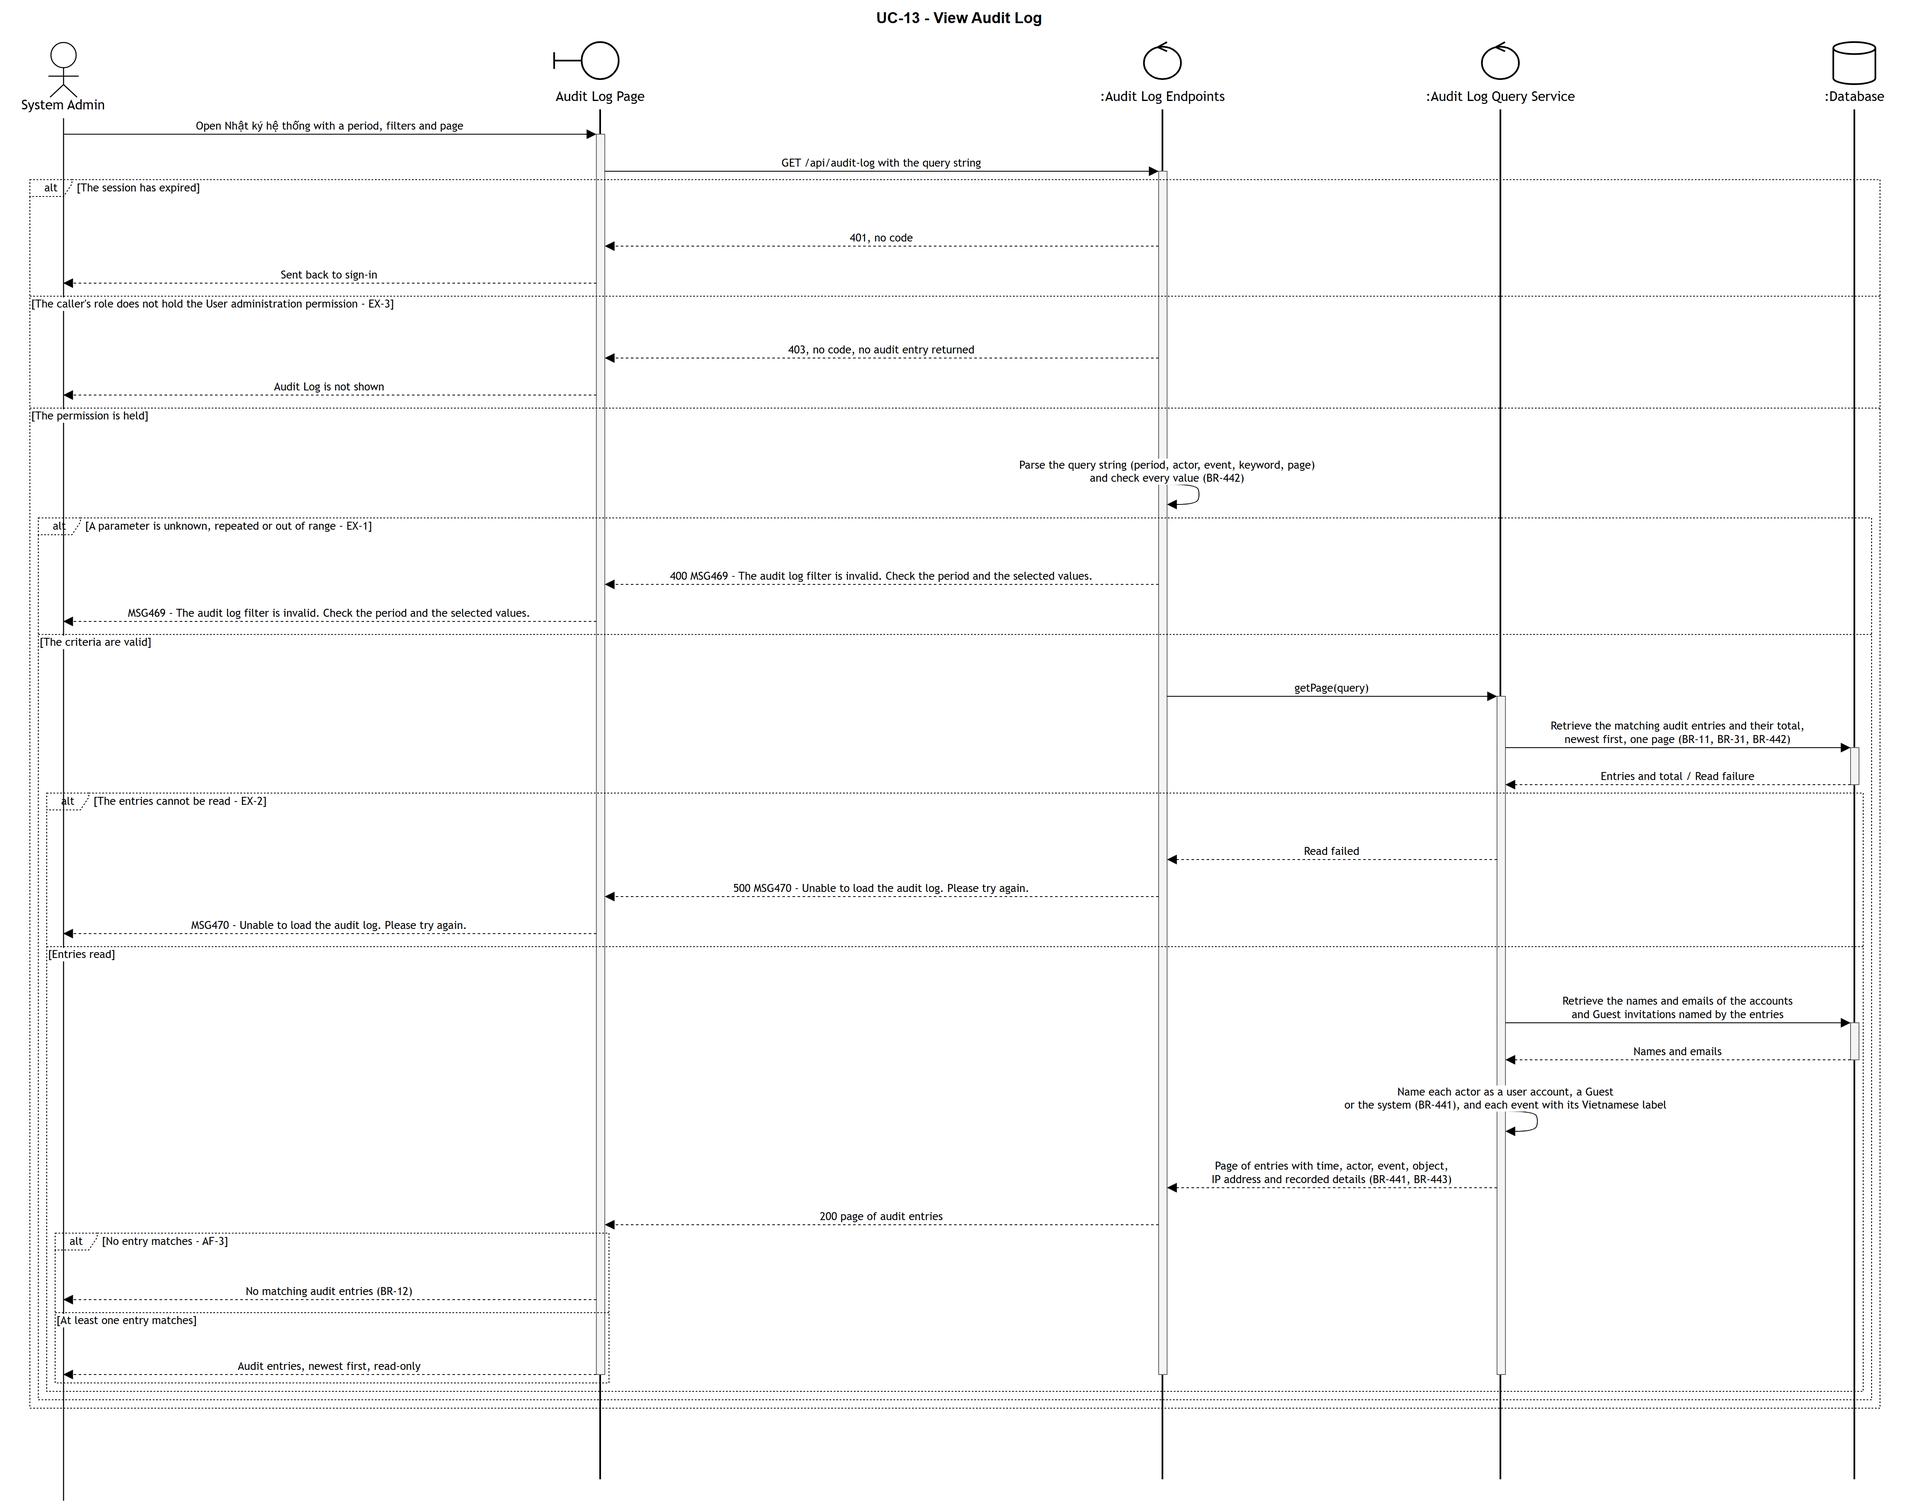 UC-13 - View Audit Log
System Admin
Audit Log Page
:Audit Log Endpoints
:Audit Log Query Service
:Database
Open Nhật ký hệ thống with a period, filters and page
GET /api/audit-log with the query string
alt
[The session has expired]
401, no code
Sent back to sign-in
[The caller's role does not hold the User administration permission - EX-3]
403, no code, no audit entry returned
Audit Log is not shown
[The permission is held]
Parse the query string (period, actor, event, keyword, page)
and check every value (BR-442)
alt
[A parameter is unknown, repeated or out of range - EX-1]
400 MSG469 - The audit log filter is invalid. Check the period and the selected values.
MSG469 - The audit log filter is invalid. Check the period and the selected values.
[The criteria are valid]
getPage(query)
Retrieve the matching audit entries and their total,
newest first, one page (BR-11, BR-31, BR-442)
Entries and total / Read failure
alt
[The entries cannot be read - EX-2]
Read failed
500 MSG470 - Unable to load the audit log. Please try again.
MSG470 - Unable to load the audit log. Please try again.
[Entries read]
Retrieve the names and emails of the accounts
and Guest invitations named by the entries
Names and emails
Name each actor as a user account, a Guest
or the system (BR-441), and each event with its Vietnamese label
Page of entries with time, actor, event, object,
IP address and recorded details (BR-441, BR-443)
200 page of audit entries
alt
[No entry matches - AF-3]
No matching audit entries (BR-12)
[At least one entry matches]
Audit entries, newest first, read-only